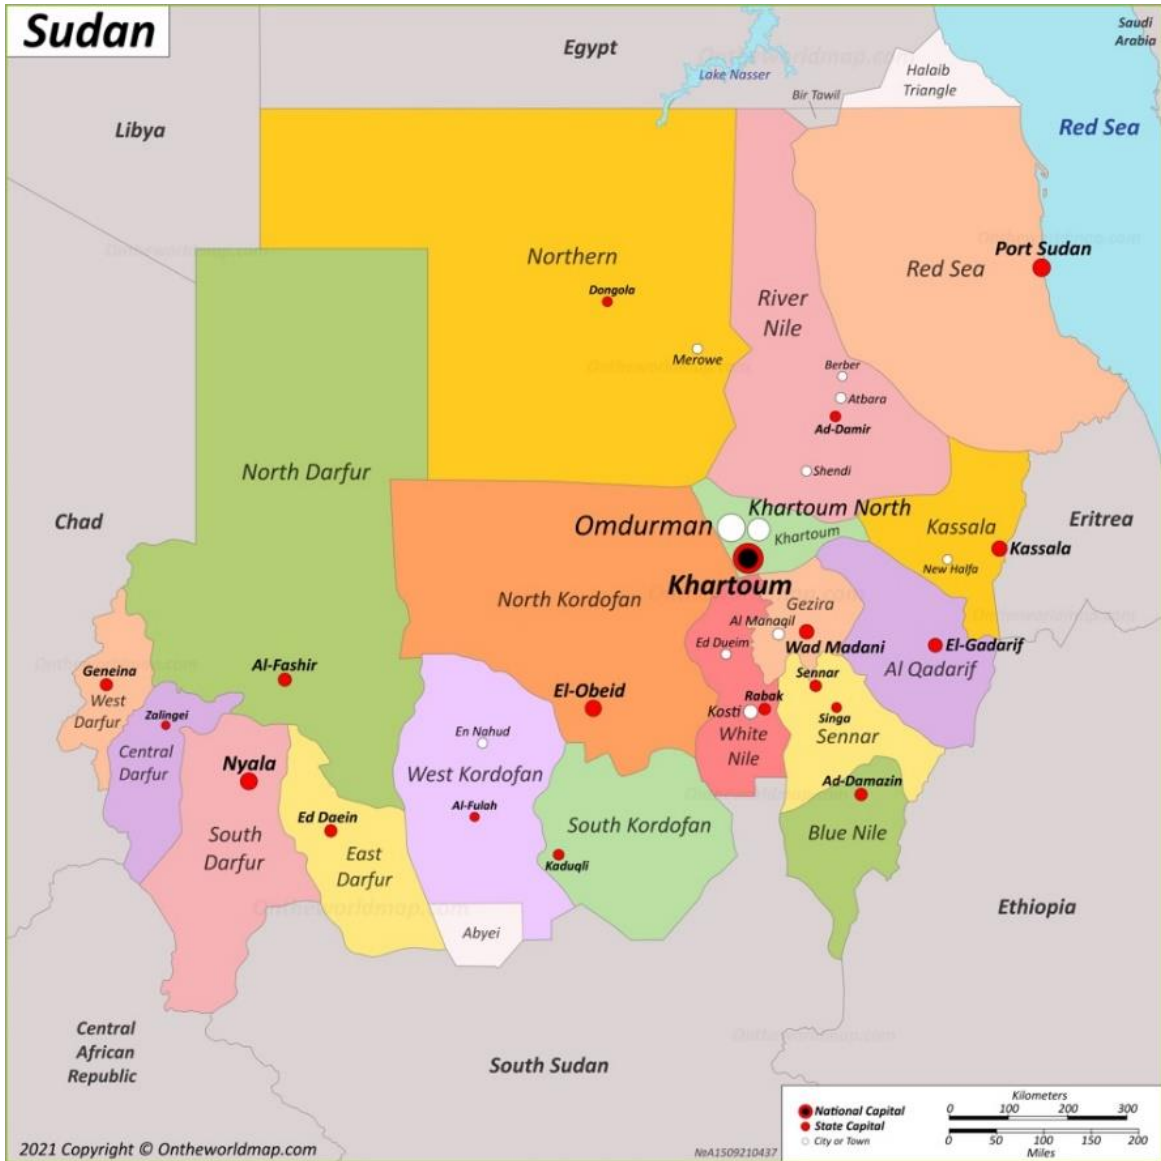 Sudan
Egypt
Saudi
Arabia
Lake Nasser
Halaib
Triangle
Bir Tawil
Libya
Red Sea
Ontheworldmap.com
Northern
Dongola
Merowe
River
Nile
Red Sea
Port Sudan
Berber
Atbara
Ad-Damir
Shendi
North Darfur
Chad
Eritrea
Omdurman
Khartoum North
Khartoum
Khartoum
Kassala
Kassala
New Halfa
North Kordofan
Gezira
Al Manaqil
Ed Dueim
Wad Madani
El-Gadarif
Al Qadarif
Geneina
West
Darfur
Al-Fashir
El-Obeid
Rabak
Kosti
White
Nile
Sennar
Singa
Sennar
Zalingei
Central
Darfur
Nyala
South
Darfur
En Nahud
West Kordofan
Al-Fulah
Ed Daein
East
Darfur
South Kordofan
Kaduqli
Ad-Damazin
Blue Nile
Abyei
Ethiopia
Central
African
Republic
South Sudan
National Capital
State Capital
City or Town
Kilometers
0 100 200 300
0 50 100 150 200
Miles
2021 Copyright © Ontheworldmap.com
№A1509210437